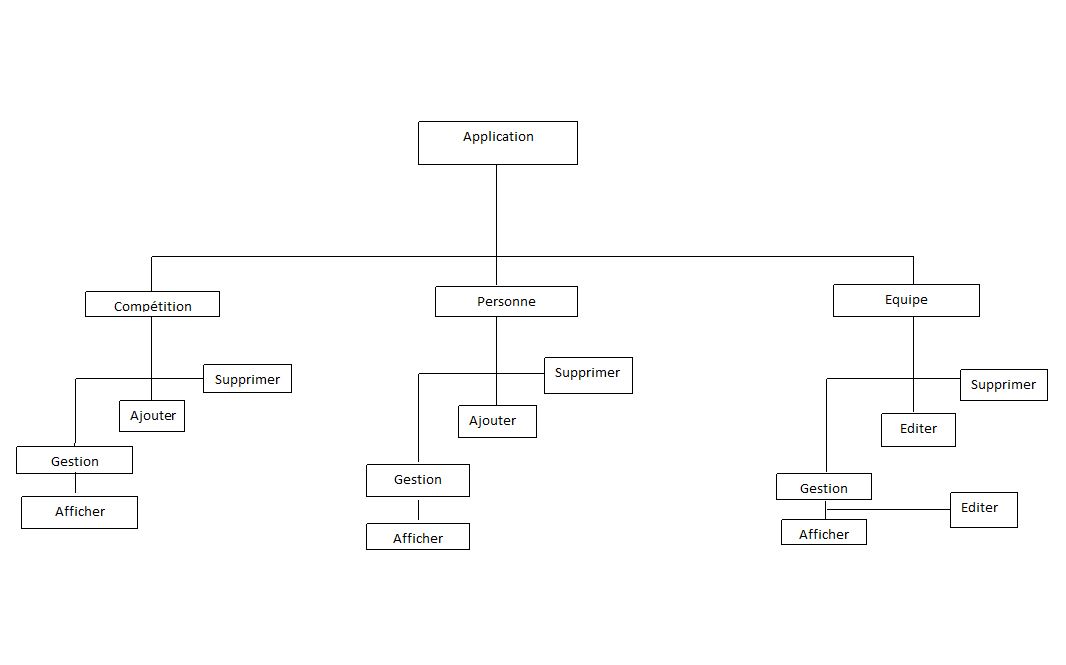 Application
Compétition
Personne
Equipe
Supprimer
Supprimer
Supprimer
Ajouter
Ajouter
Editer
Gestion
Gestion
Gestion
Afficher
Afficher
Afficher
Editer